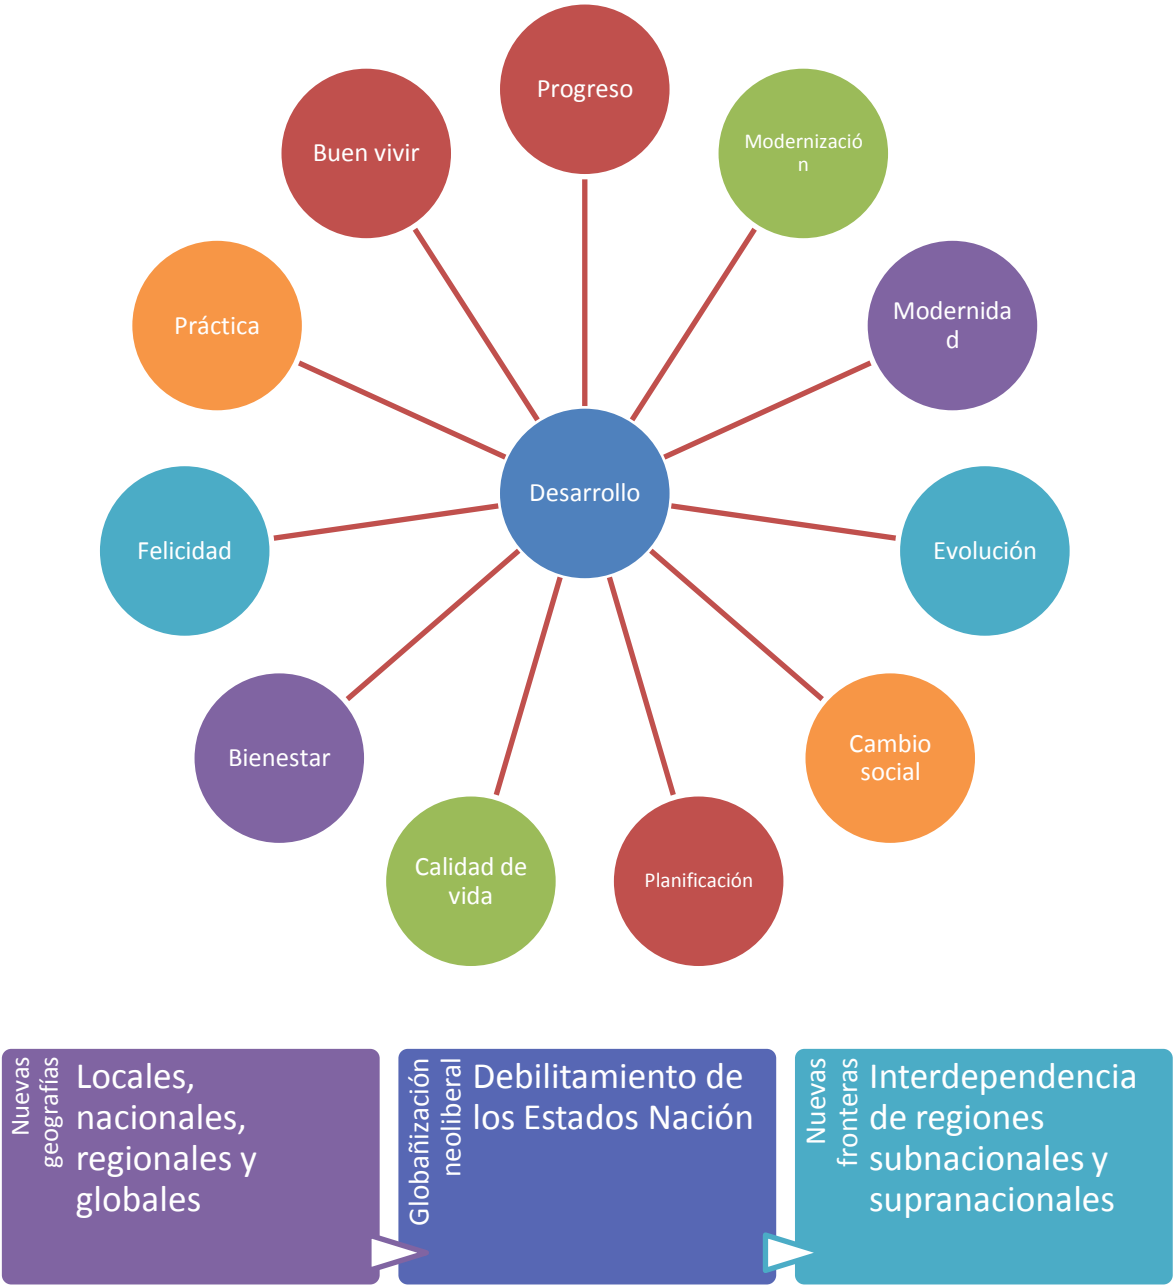 Progreso
Modernizació
n
Modernida
d
Evolución
Cambio
social
Planificación
Calidad de
vida
Bienestar
Felicidad
Práctica
Buen vivir
Desarrollo
Nuevas
geografías
Locales,
nacionales,
regionales y
globales
Globañización
neoliberal
Debilitamiento de
los Estados Nación
Nuevas
fronteras
Interdependencia
de regiones
subnacionales y
supranacionales